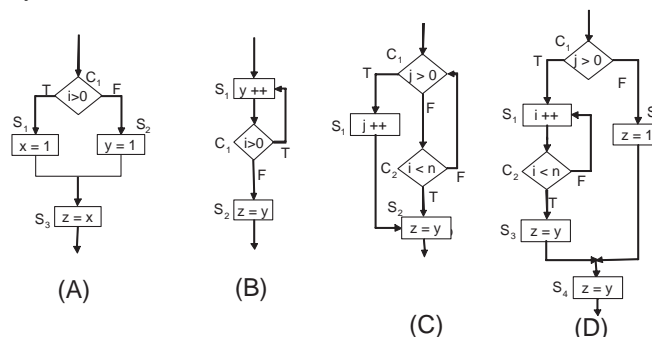 C1
T
i>0
F
S1
x = 1
S2
y = 1
S3
z = x
(A)
S1
y ++
i>0
C1
T
F
S2
z = y
(B)
C1
j > 0
T
F
S1
j ++
i < n
C2
F
T
S2
z = y
(C)
C1
j > 0
T
F
S1
i ++
S
z = 1
i < n
C2
F
T
S3
z = y
S4
z = y
(D)